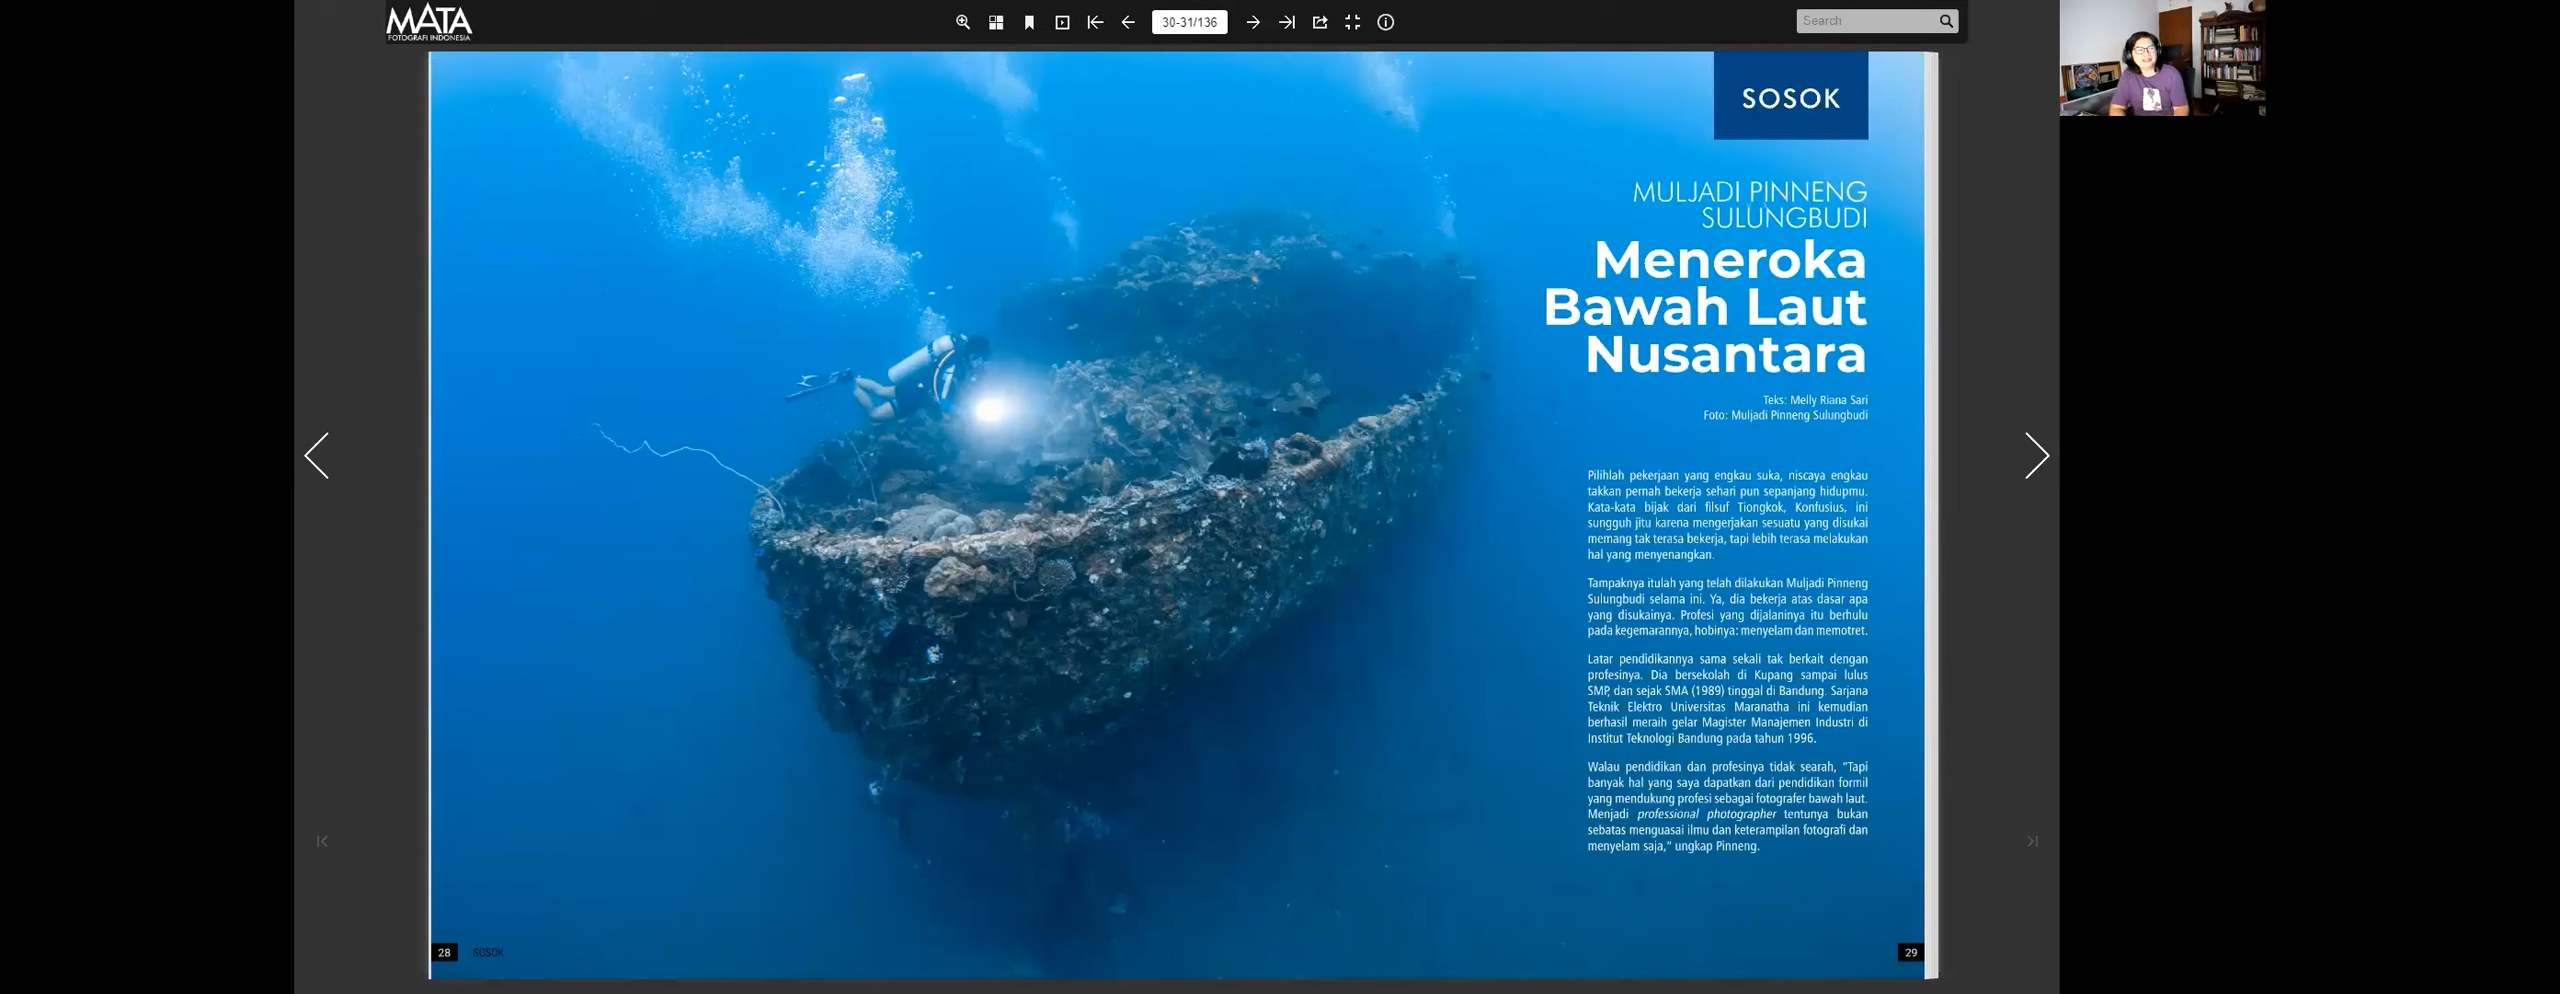 MATA
FOTOGRAFI INDONESIA
30-31/136
Search
SOSOK
MULJADI PINNENG
SULUNGBUDI
Meneroka
Bawah Laut
Nusantara
Teks: Melly Riana Sari
Foto: Muljadi Pinneng Sulungbudi
Pilihlah pekerjaan yang engkau suka, niscaya engkau
takkan pernah bekerja sehari pun sepanjang hidupmu.
Kata-kata bijak dari filsuf Tiongkok, Konfusius, ini
sungguh jitu karena mengerjakan sesuatu yang disukai
memang tak terasa bekerja, tapi lebih terasa melakukan
hal yang menyenangkan.
Tampaknya itulah yang telah dilakukan Muljadi Pinneng
Sulungbudi selama ini. Ya, dia bekerja atas dasar apa
yang disukainya. Profesi yang dijalaninya itu berhulu
pada kegemarannya, hobinya: menyelam dan memotret.
Latar pendidikannya sama sekali tak berkait dengan
profesinya. Dia bersekolah di Kupang sampai lulus
SMP, dan sejak SMA (1989) tinggal di Bandung. Sarjana
Teknik Elektro Universitas Maranatha ini kemudian
berhasil meraih gelar Magister Manajemen Industri di
Institut Teknologi Bandung pada tahun 1996.
Walau pendidikan dan profesinya tidak searah, "Tapi
banyak hal yang saya dapatkan dari pendidikan formil
yang mendukung profesi sebagai fotografer bawah laut.
Menjadi professional photographer tentunya bukan
sebatas menguasai ilmu dan keterampilan fotografi dan
menyelam saja," ungkap Pinneng.
28 SOSOK
29